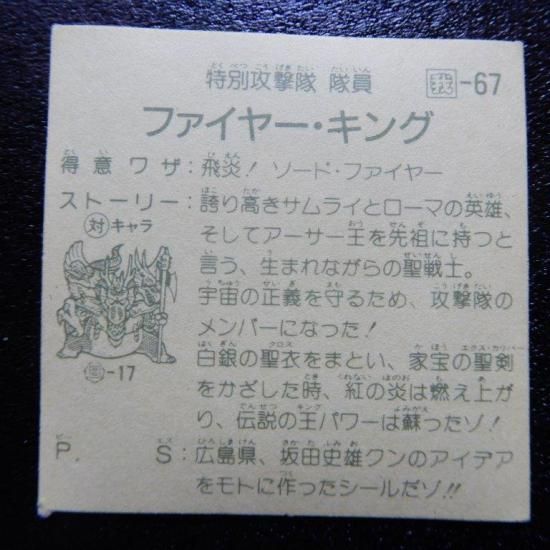 特別攻撃隊 隊員 -67
ファイヤー・キング
得意ワザ：飛炎！ ソード・ファイヤー
ストーリー：誇り高きサムライとローマの英雄、
対キャラ
そしてアーサー王を先祖に持つと
言う、生まれながらの聖戦士。
宇宙の正義を守るため、攻撃隊の
メンバーになった！
白銀の聖衣をまとい、家宝の聖剣
-17
をかざした時、紅の炎は燃え上が
り、伝説の王パワーは蘇ったゾ！
P. S：広島県、坂田史雄クンのアイデア
をモトに作ったシールだゾ!!